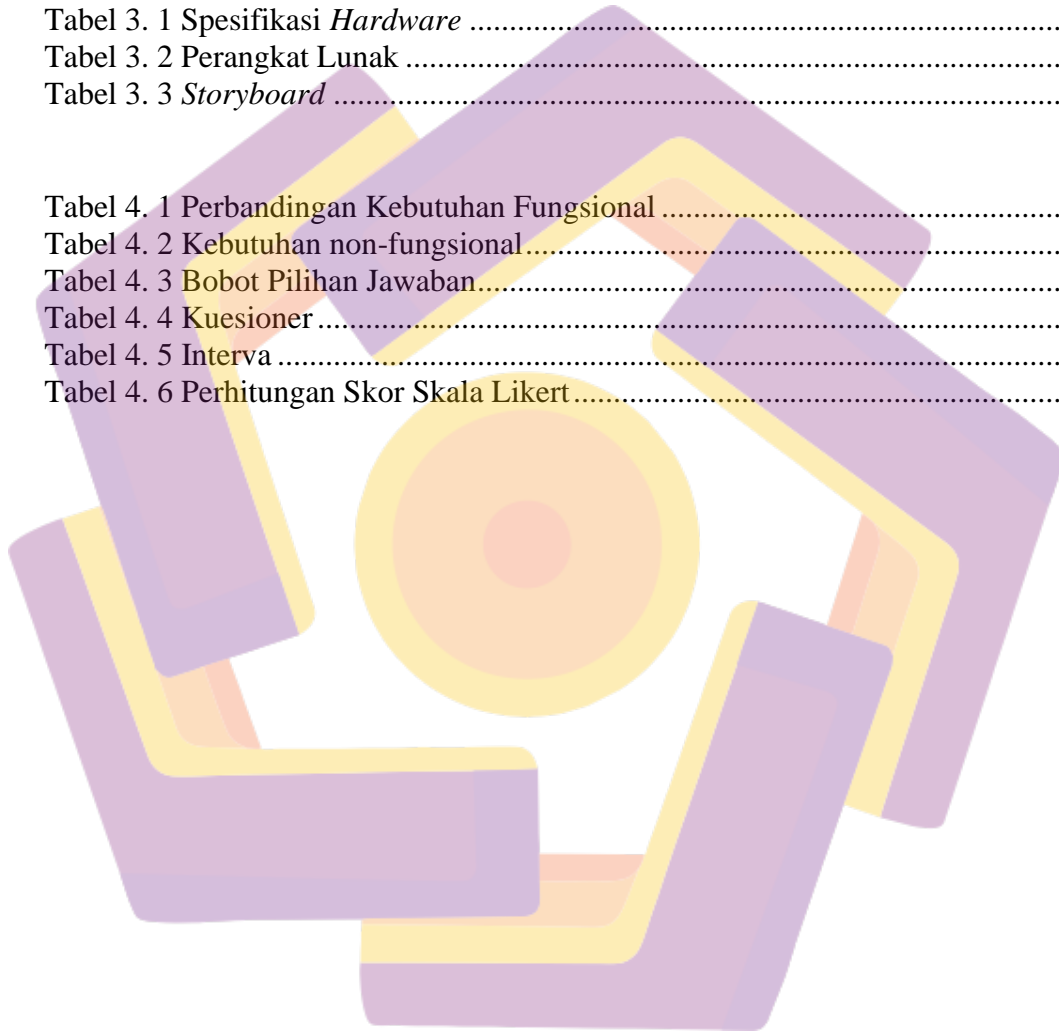 Tabel 3. 1 Spesifikasi Hardware ..........................................................................................
Tabel 3. 2 Perangkat Lunak ...................................................................................................
Tabel 3. 3 Storyboard .............................................................................................................
Tabel 4. 1 Perbandingan Kebutuhan Fungsional ..................................................................
Tabel 4. 2 Kebutuhan non-fungsional....................................................................................
Tabel 4. 3 Bobot Pilihan Jawaban..........................................................................................
Tabel 4. 4 Kuesioner ..............................................................................................................
Tabel 4. 5 Interva ...................................................................................................................
Tabel 4. 6 Perhitungan Skor Skala Likert .............................................................................